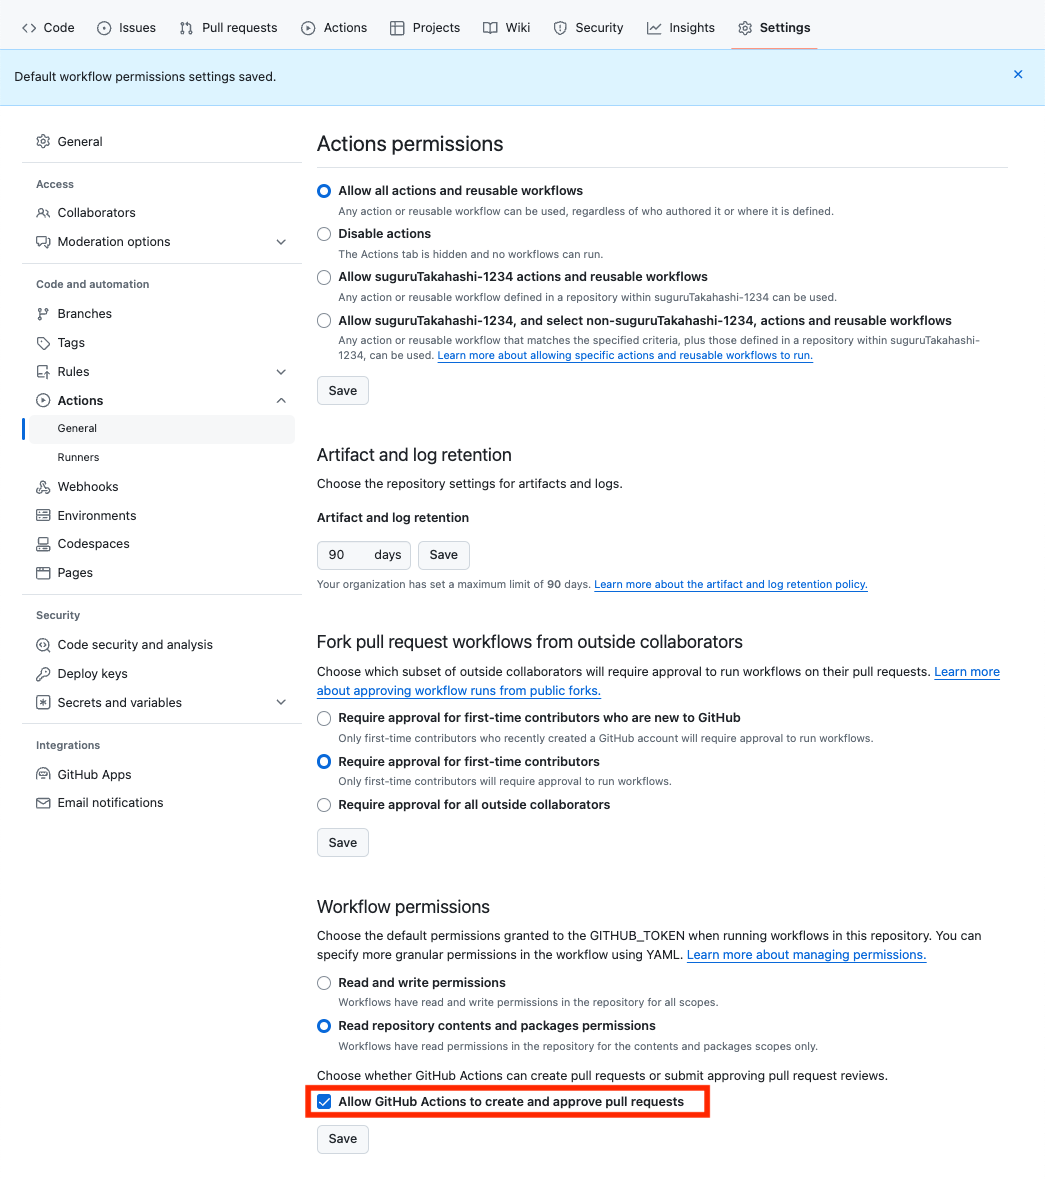 Code Issues Pull requests Actions Projects Wiki Security Insights Settings
Default workflow permissions settings saved.
General
Access
Collaborators
Moderation options
Code and automation
Branches
Tags
Rules
Actions
General
Runners
Webhooks
Environments
Codespaces
Pages
Security
Code security and analysis
Deploy keys
Secrets and variables
Integrations
GitHub Apps
Email notifications
Actions permissions
Allow all actions and reusable workflows
Any action or reusable workflow can be used, regardless of who authored it or where it is defined.
Disable actions
The Actions tab is hidden and no workflows can run.
Allow suguruTakahashi-1234 actions and reusable workflows
Any action or reusable workflow defined in a repository within suguruTakahashi-1234 can be used.
Allow suguruTakahashi-1234, and select non-suguruTakahashi-1234, actions and reusable workflows
Any action or reusable workflow that matches the specified criteria, plus those defined in a repository within suguruTakahashi-
1234, can be used. Learn more about allowing specific actions and reusable workflows to run.
Save
Artifact and log retention
Choose the repository settings for artifacts and logs.
Artifact and log retention
90 days Save
Your organization has set a maximum limit of 90 days. Learn more about the artifact and log retention policy.
Fork pull request workflows from outside collaborators
Choose which subset of outside collaborators will require approval to run workflows on their pull requests. Learn more
about approving workflow runs from public forks.
Require approval for first-time contributors who are new to GitHub
Only first-time contributors who recently created a GitHub account will require approval to run workflows.
Require approval for first-time contributors
Only first-time contributors will require approval to run workflows.
Require approval for all outside collaborators
Save
Workflow permissions
Choose the default permissions granted to the GITHUB_TOKEN when running workflows in this repository. You can
specify more granular permissions in the workflow using YAML. Learn more about managing permissions.
Read and write permissions
Workflows have read and write permissions in the repository for all scopes.
Read repository contents and packages permissions
Workflows have read permissions in the repository for the contents and packages scopes only.
Choose whether GitHub Actions can create pull requests or submit approving pull request reviews.
Allow GitHub Actions to create and approve pull requests
Save